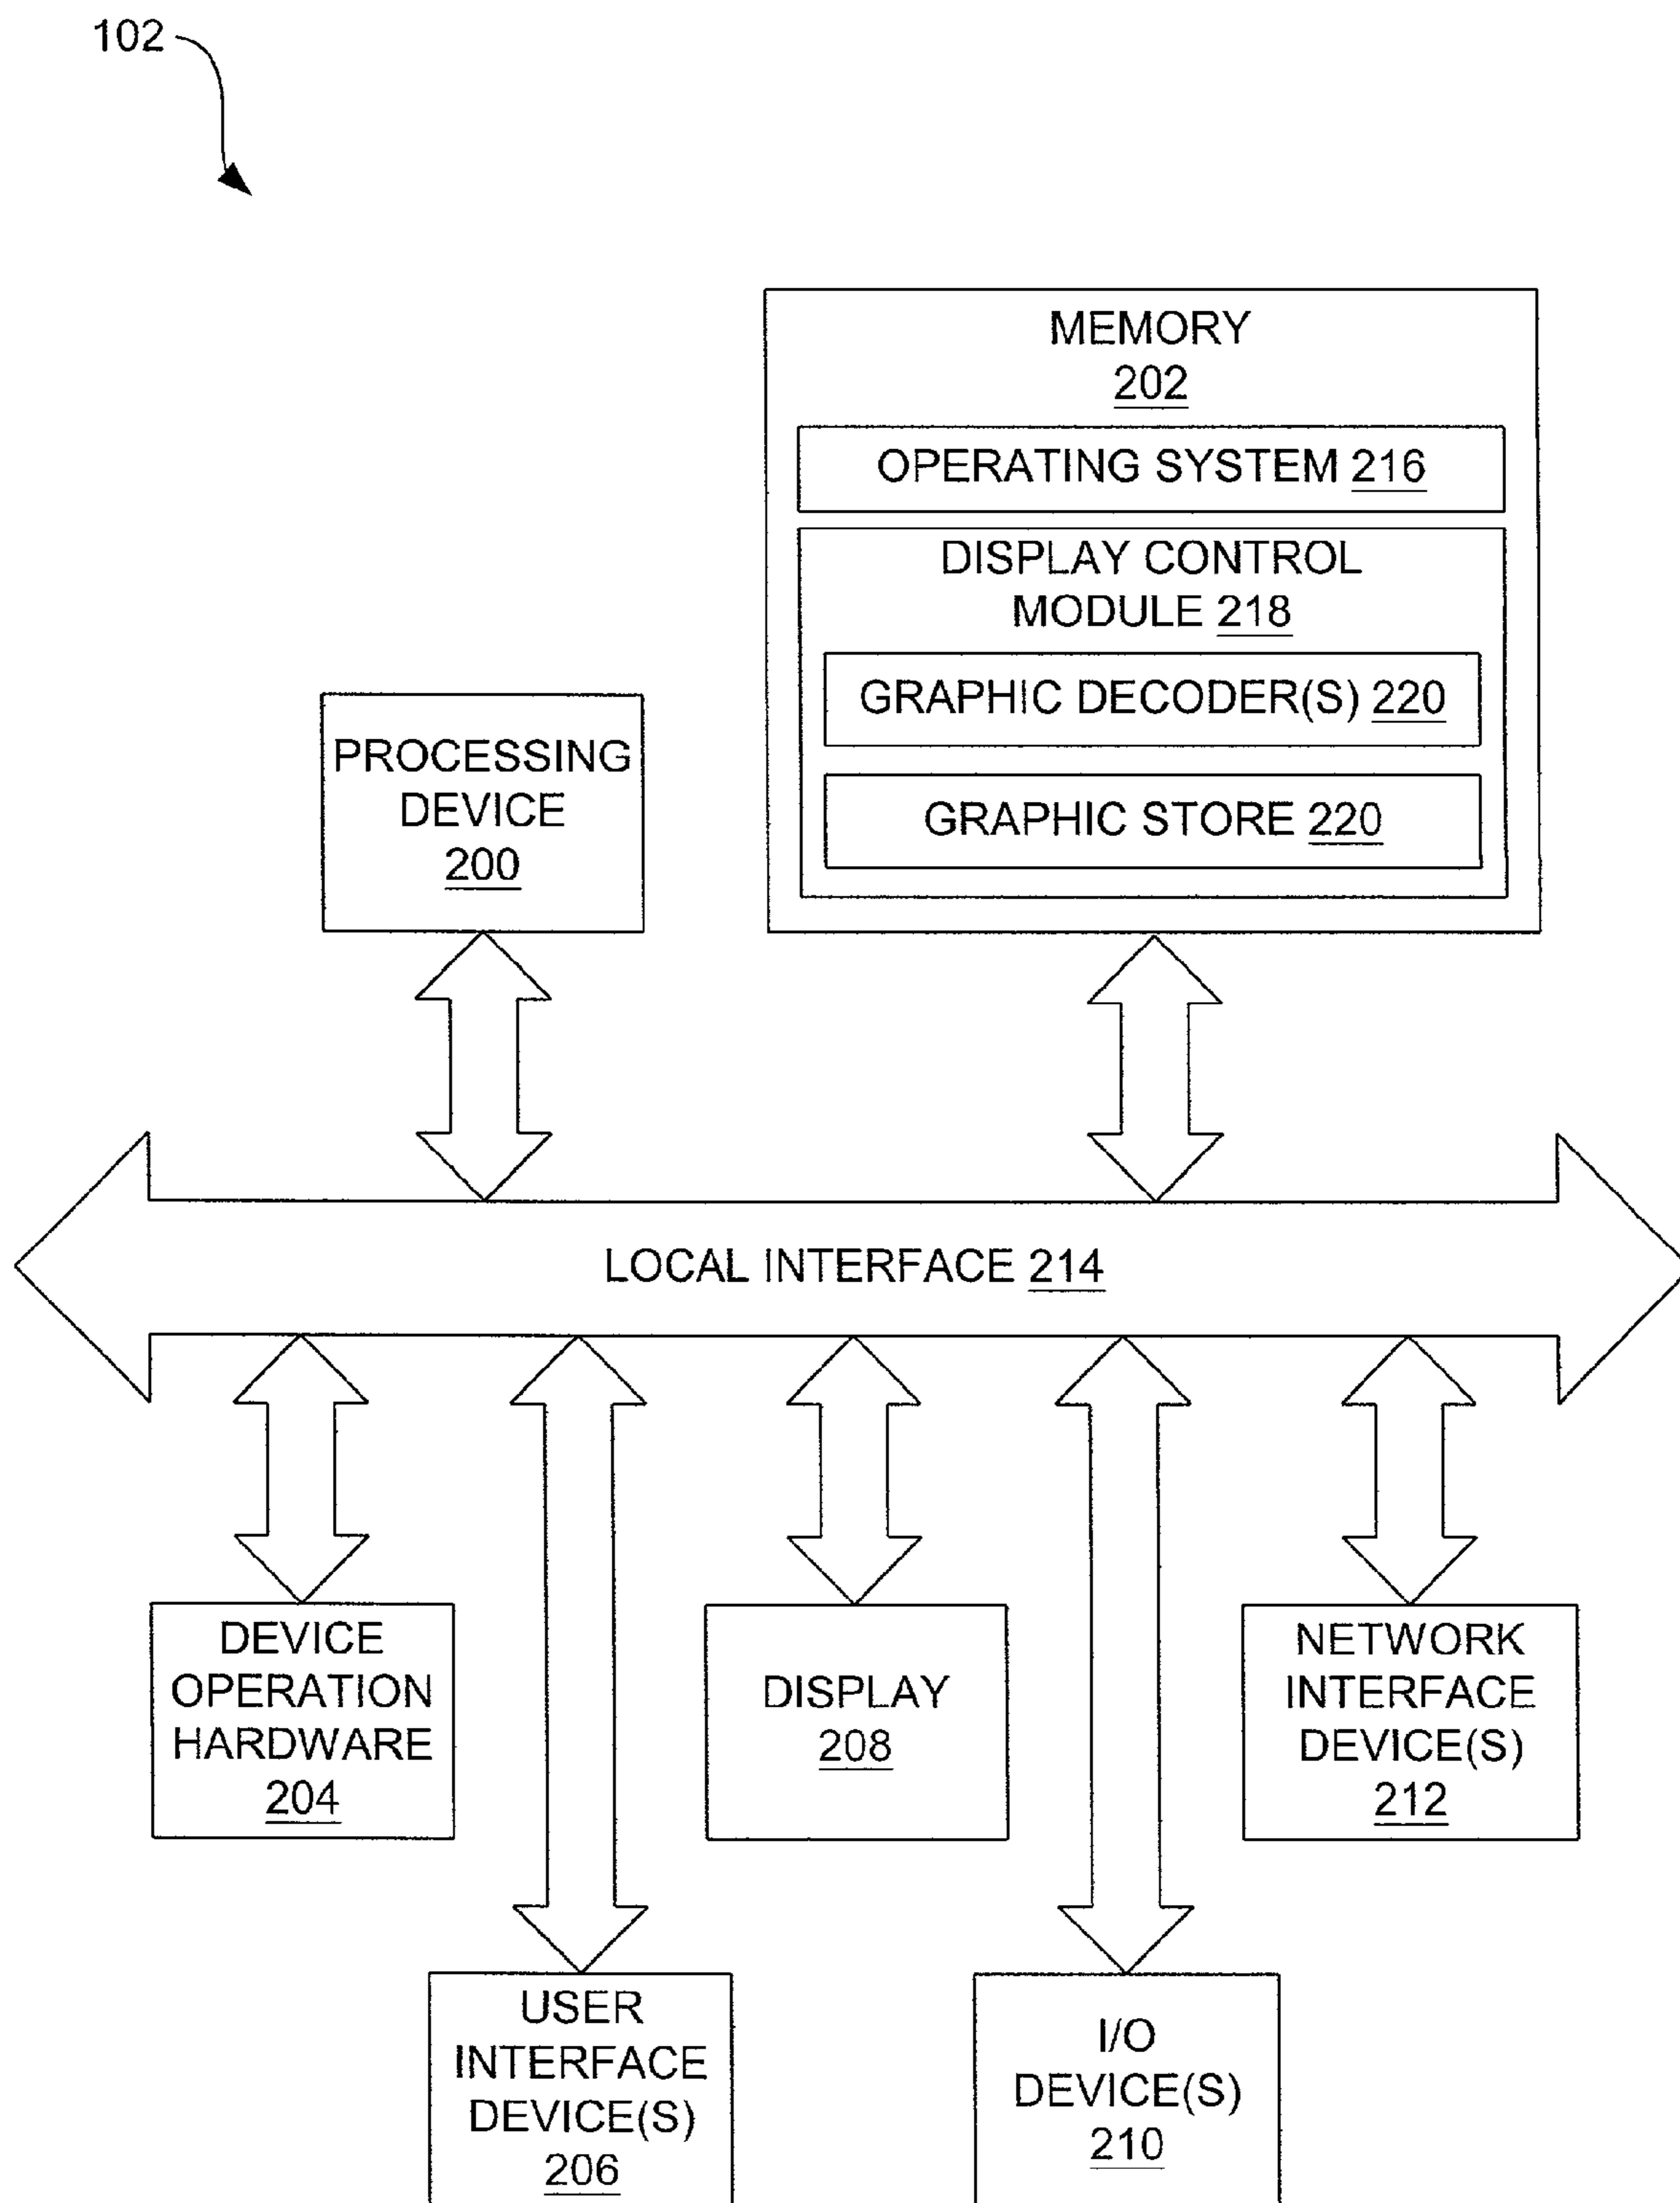 102
MEMORY
202
OPERATING SYSTEM 216
DISPLAY CONTROL
MODULE 218
GRAPHIC DECODER(S) 220
GRAPHIC STORE 220
PROCESSING
DEVICE
200
LOCAL INTERFACE 214
DEVICE
OPERATION
HARDWARE
204
DISPLAY
208
NETWORK
INTERFACE
DEVICE(S)
212
USER
INTERFACE
DEVICE(S)
206
I/O
DEVICE(S)
210